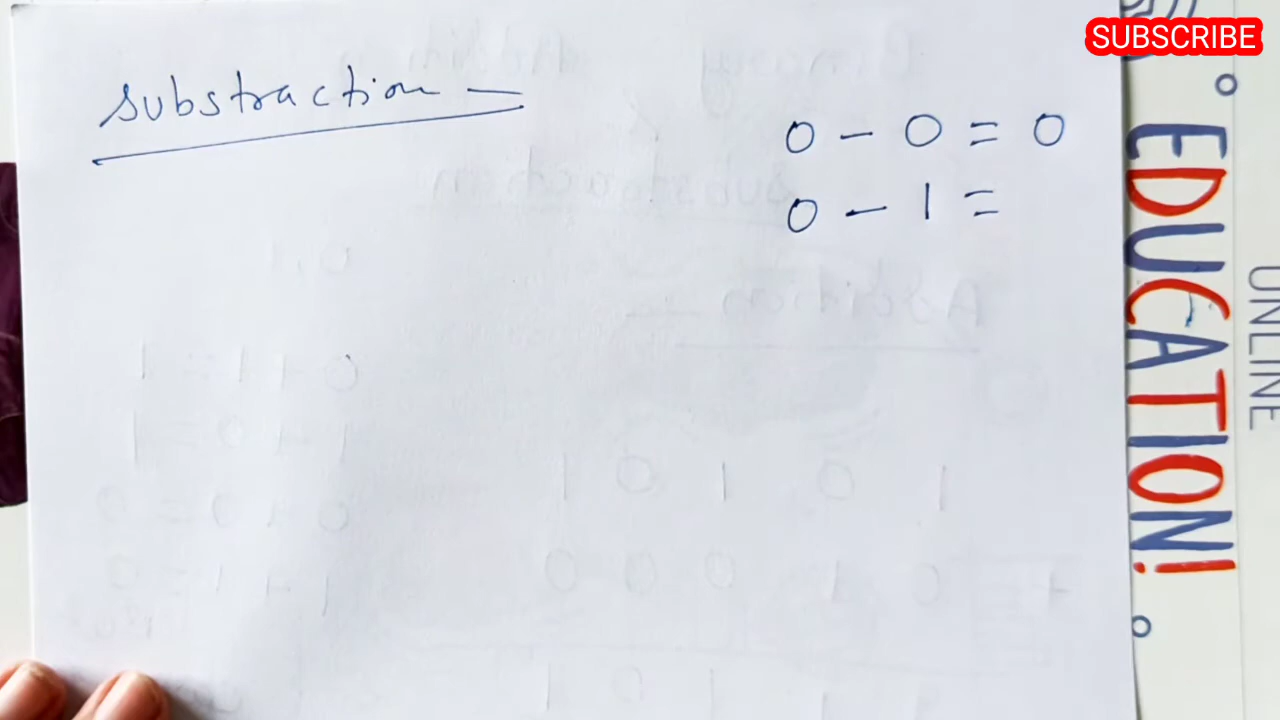 SUBSCRIBE
substraction —
0 - 0 = 0
0 - 1 =
EDUCATION!
ONLINE